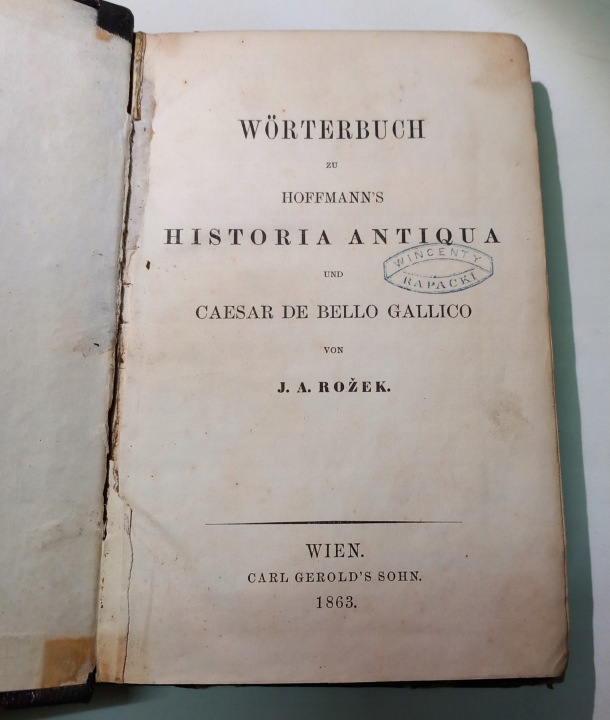 WÖRTERBUCH
ZU
HOFFMANN'S
HISTORIA ANTIQUA
WINCENTY
RAPACKI
UND
CAESAR DE BELLO GALLICO
VON
J. A. ROŽEK.
WIEN.
CARL GEROLD'S SOHN.
1863.